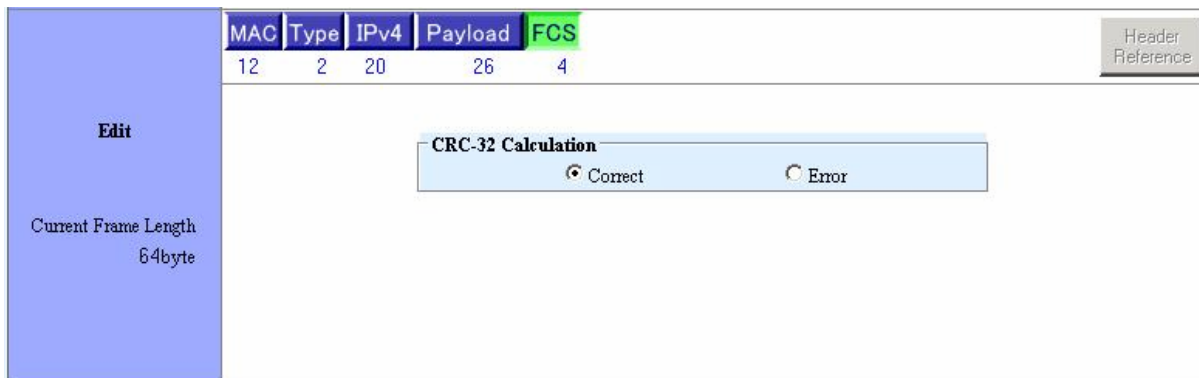 MAC Type IPv4 Payload FCS
12 2 20 26 4
Header
Reference
Edit
CRC-32 Calculation
Correct Error
Current Frame Length
64byte